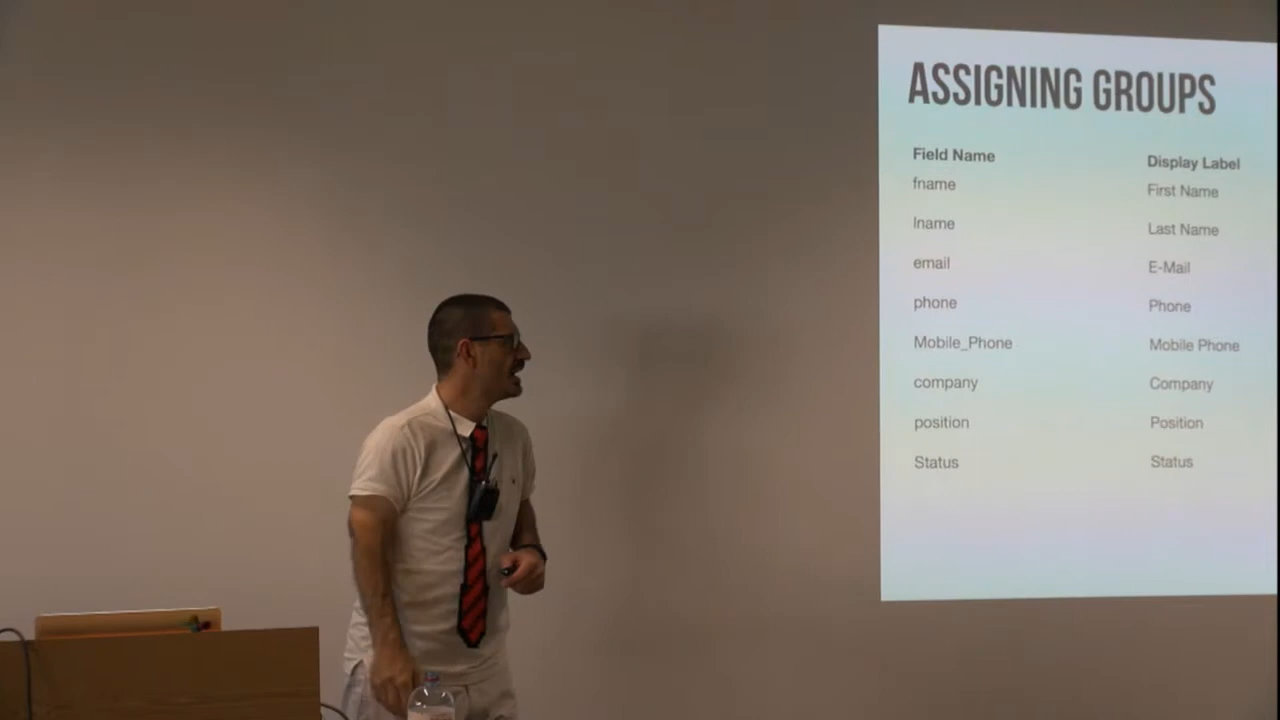 ASSIGNING GROUPS
Field Name Display Label
fname First Name
lname Last Name
email E-Mail
phone Phone
Mobile_Phone Mobile Phone
company Company
position Position
Status Status